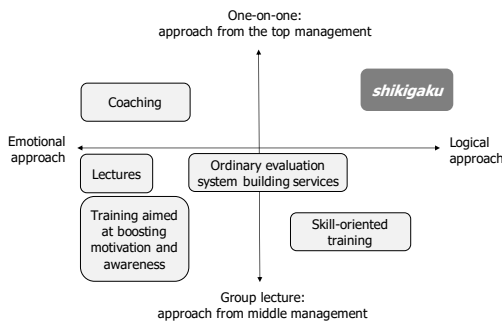 One-on-one:
approach from the top management
shikigaku
Coaching
Emotional
approach
Logical
approach
Lectures
Ordinary evaluation
system building services
Training aimed
at boosting
motivation and
awareness
Skill-oriented
training
Group lecture:
approach from middle management